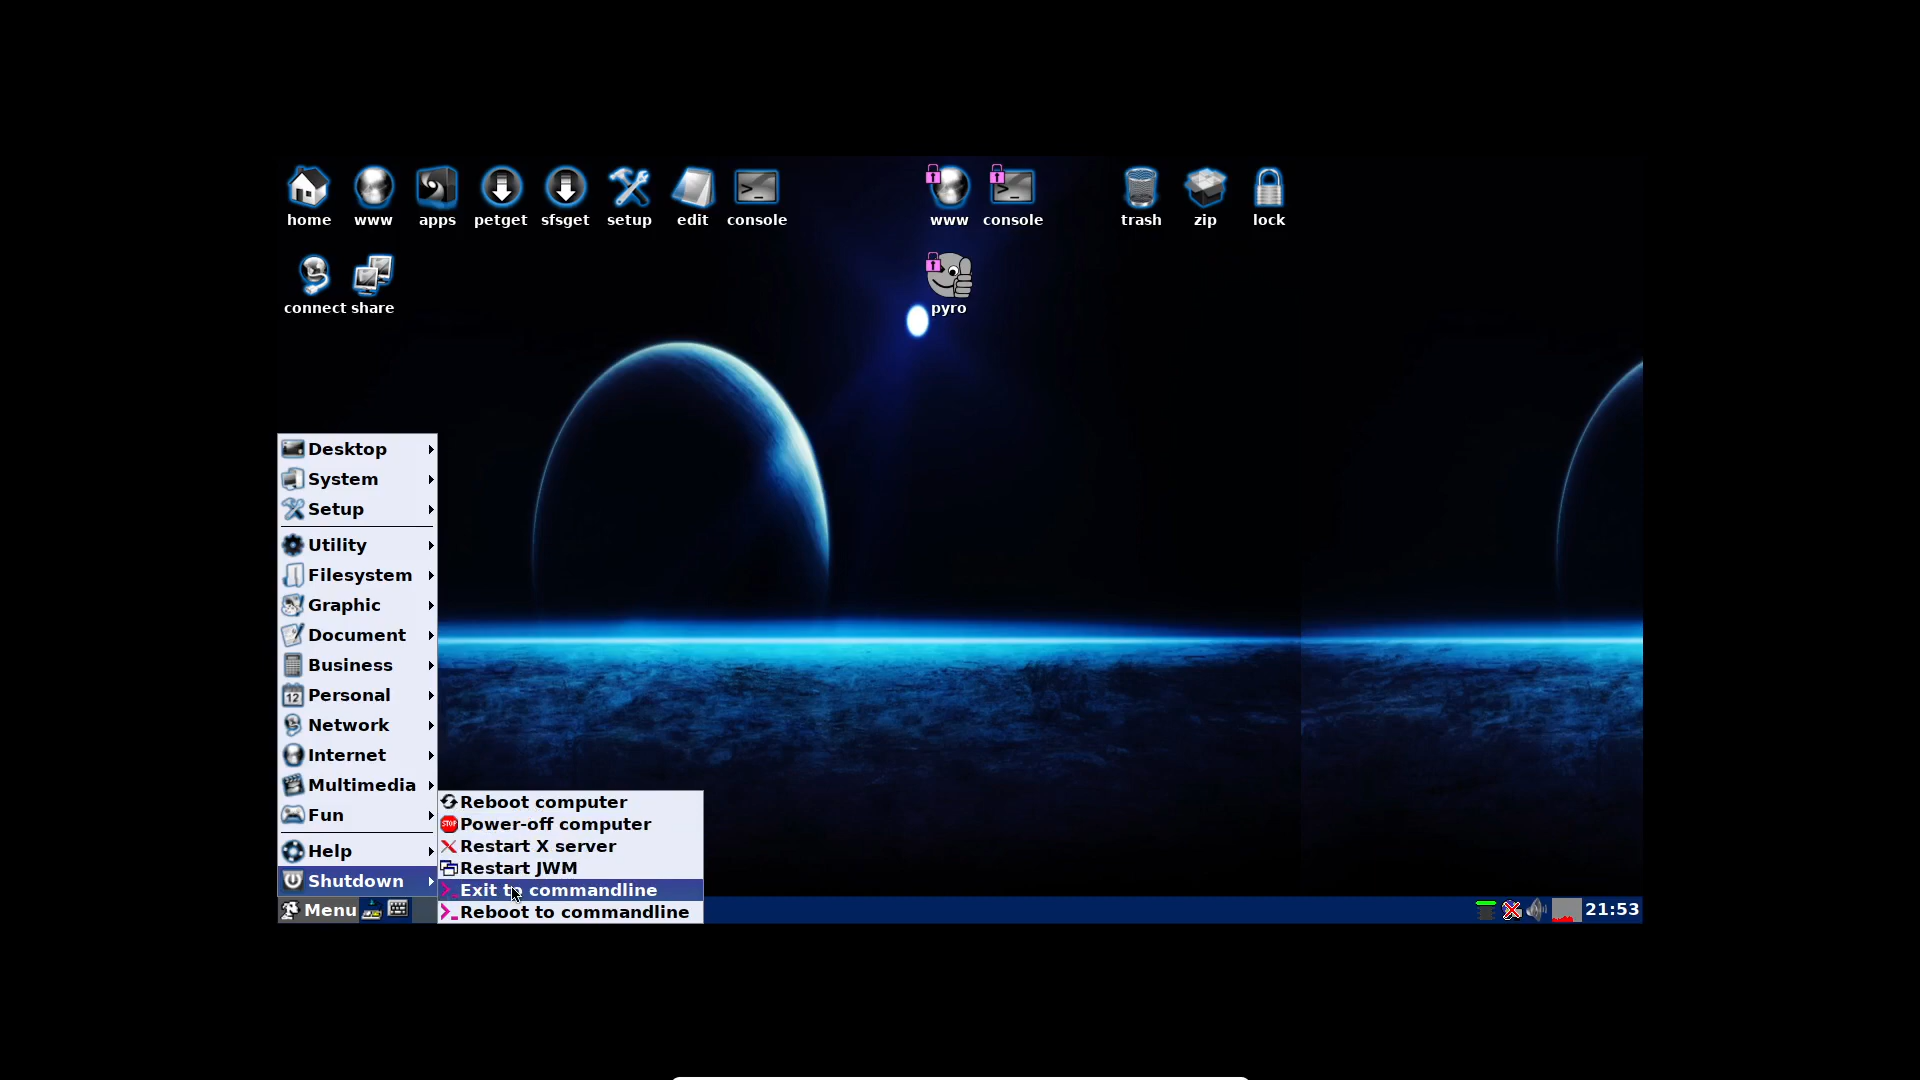 home www apps petget sfsget setup edit console www console trash zip lock
connect share pyro
Desktop
System
Setup
Utility
Filesystem
Graphic
Document
Business
Personal
12
Network
Internet
Multimedia
Fun
Help
Shutdown
Reboot computer
STOP Power-off computer
Restart X server
Restart JWM
Exit to commandline
Reboot to commandline
Menu 21:53